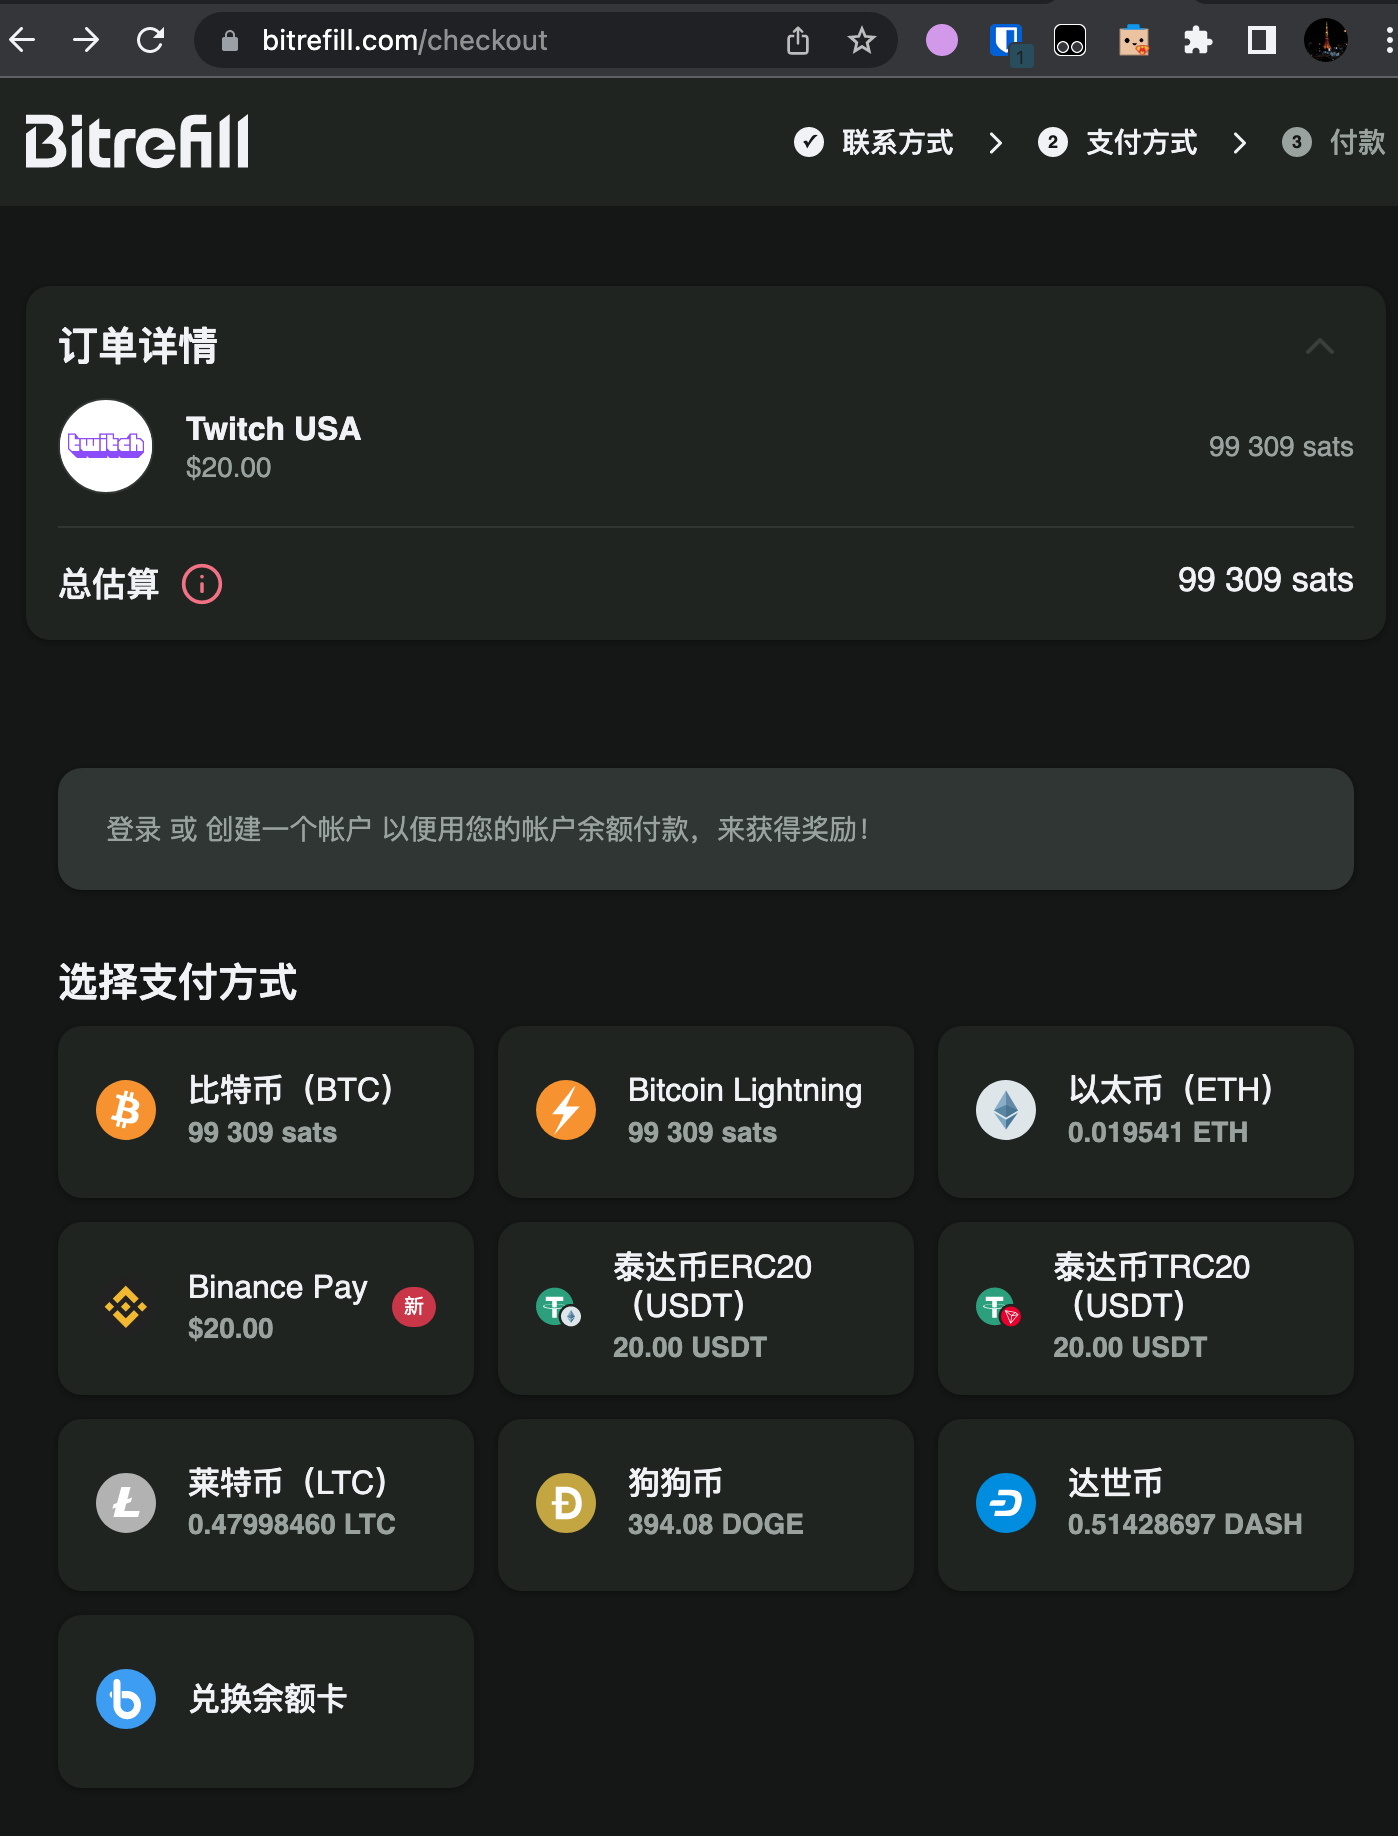 bitrefill.com/checkout
1
Bitrefill
联系方式
2 支付方式
3 付款
订单详情
twitch
Twitch USA
$20.00
99 309 sats
总估算
99 309 sats
登录 或 创建一个帐户 以便用您的帐户余额付款，来获得奖励！
选择支付方式
比特币（BTC）
99 309 sats
Bitcoin Lightning
99 309 sats
以太币（ETH）
0.019541 ETH
Binance Pay
$20.00
新
泰达币ERC20
（USDT）
20.00 USDT
泰达币TRC20
（USDT）
20.00 USDT
莱特币（LTC）
0.47998460 LTC
狗狗币
394.08 DOGE
达世币
0.51428697 DASH
兑换余额卡